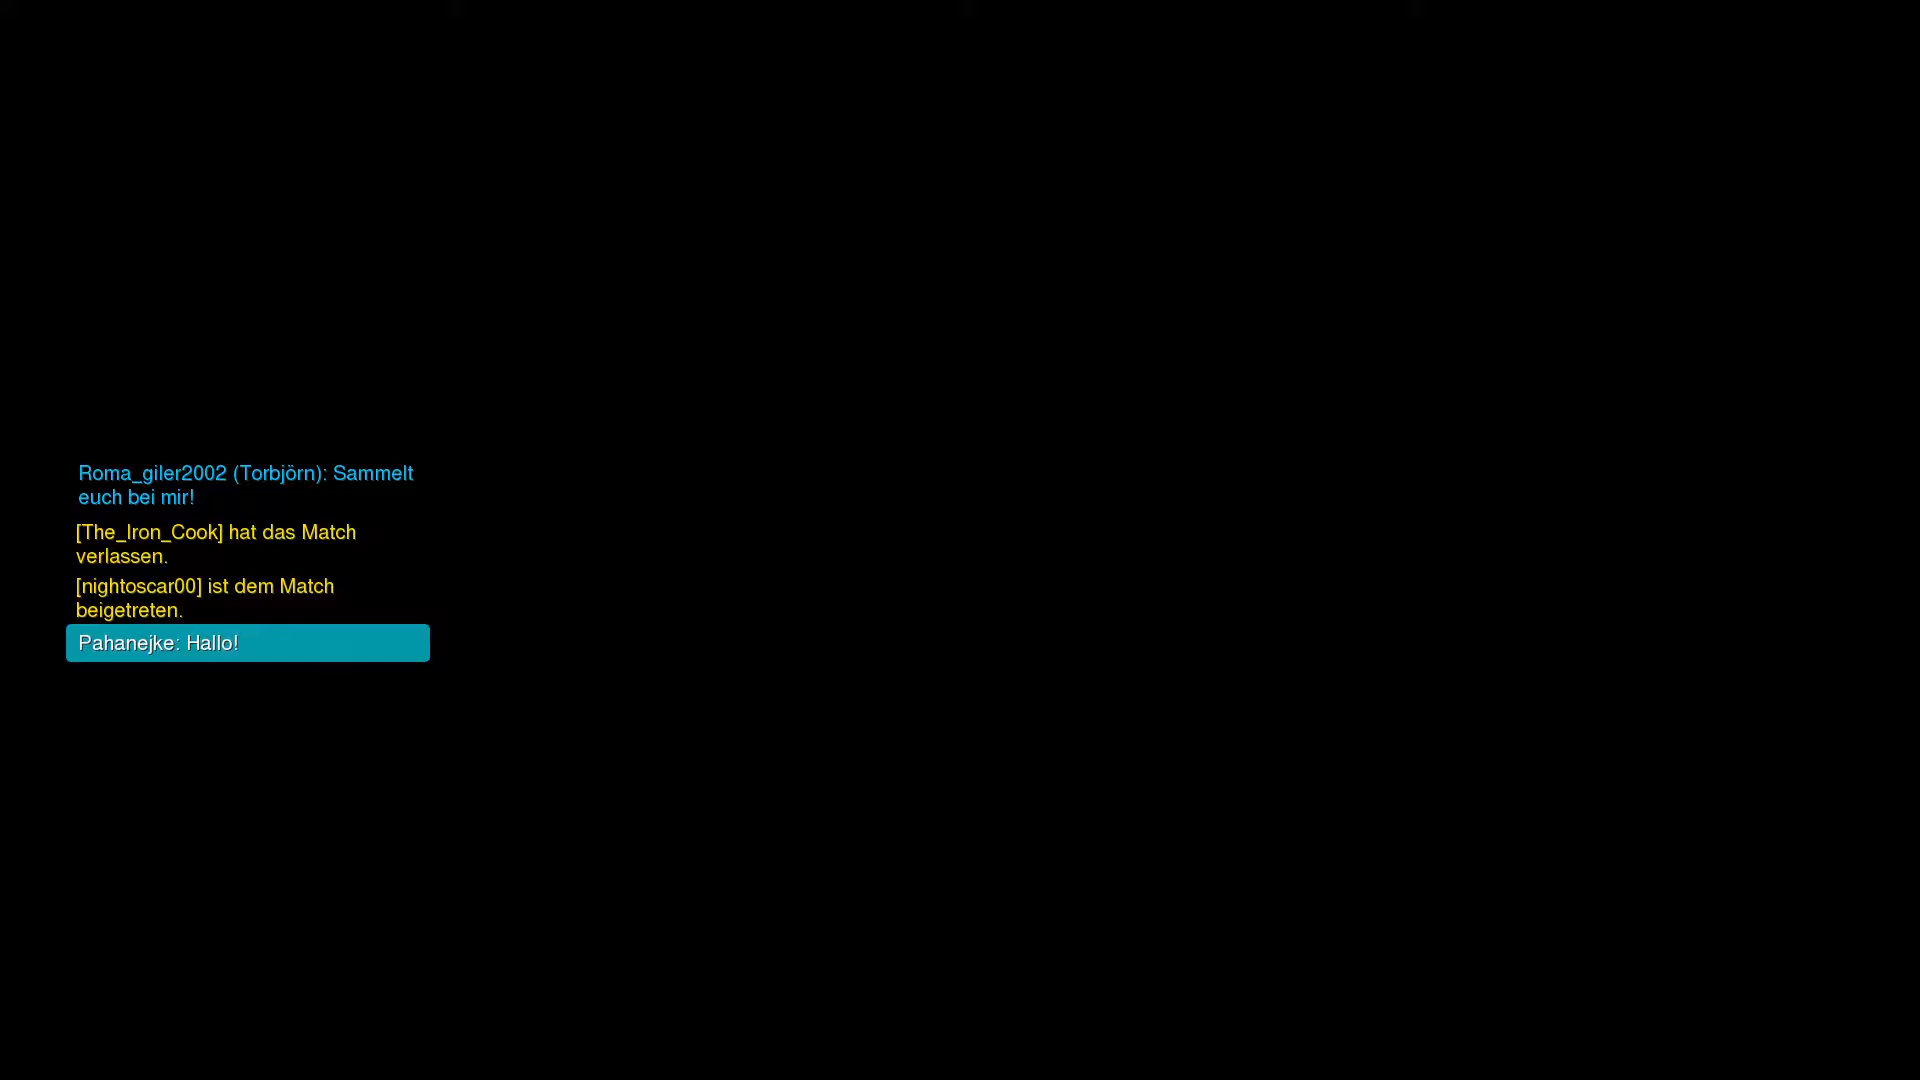 Roma_giler2002 (Torbjörn): Sammelt
euch bei mir!
[The_Iron_Cook] hat das Match
verlassen.
[nightoscar00] ist dem Match
beigetreten.
Pahanejke: Hallo!